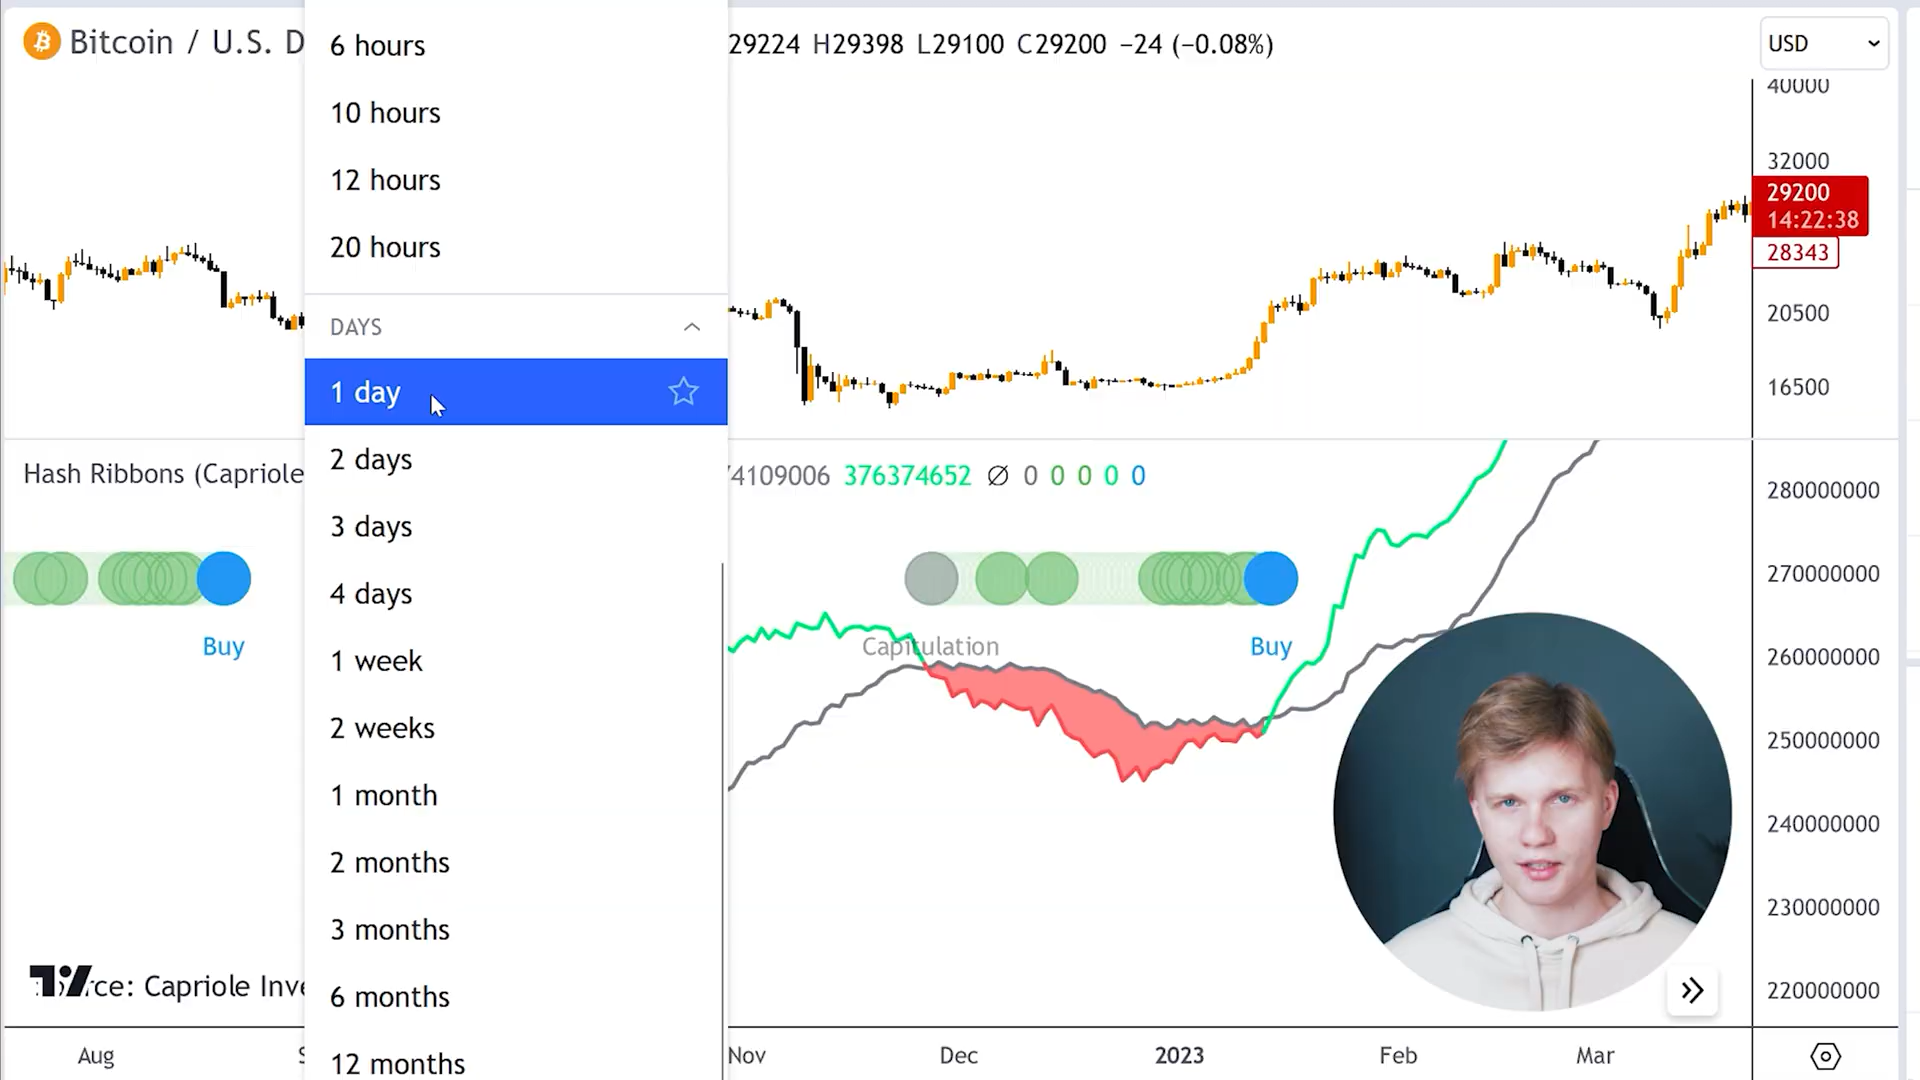 Bitcoin / U.S. D
29224 H29398 L29100 C29200 −24 (−0.08%)
USD
40000
32000
29200
14:22:38
28343
20500
16500
6 hours
10 hours
12 hours
20 hours
DAYS
1 day
2 days
3 days
4 days
1 week
2 weeks
1 month
2 months
3 months
6 months
12 months
Hash Ribbons (Capriole
74109006 376374652 Ø 0 0 0 0 0
Buy
Capitulation
Buy
280000000
270000000
260000000
250000000
240000000
230000000
220000000
rce: Capriole Inve
Aug
Nov
Dec
2023
Feb
Mar